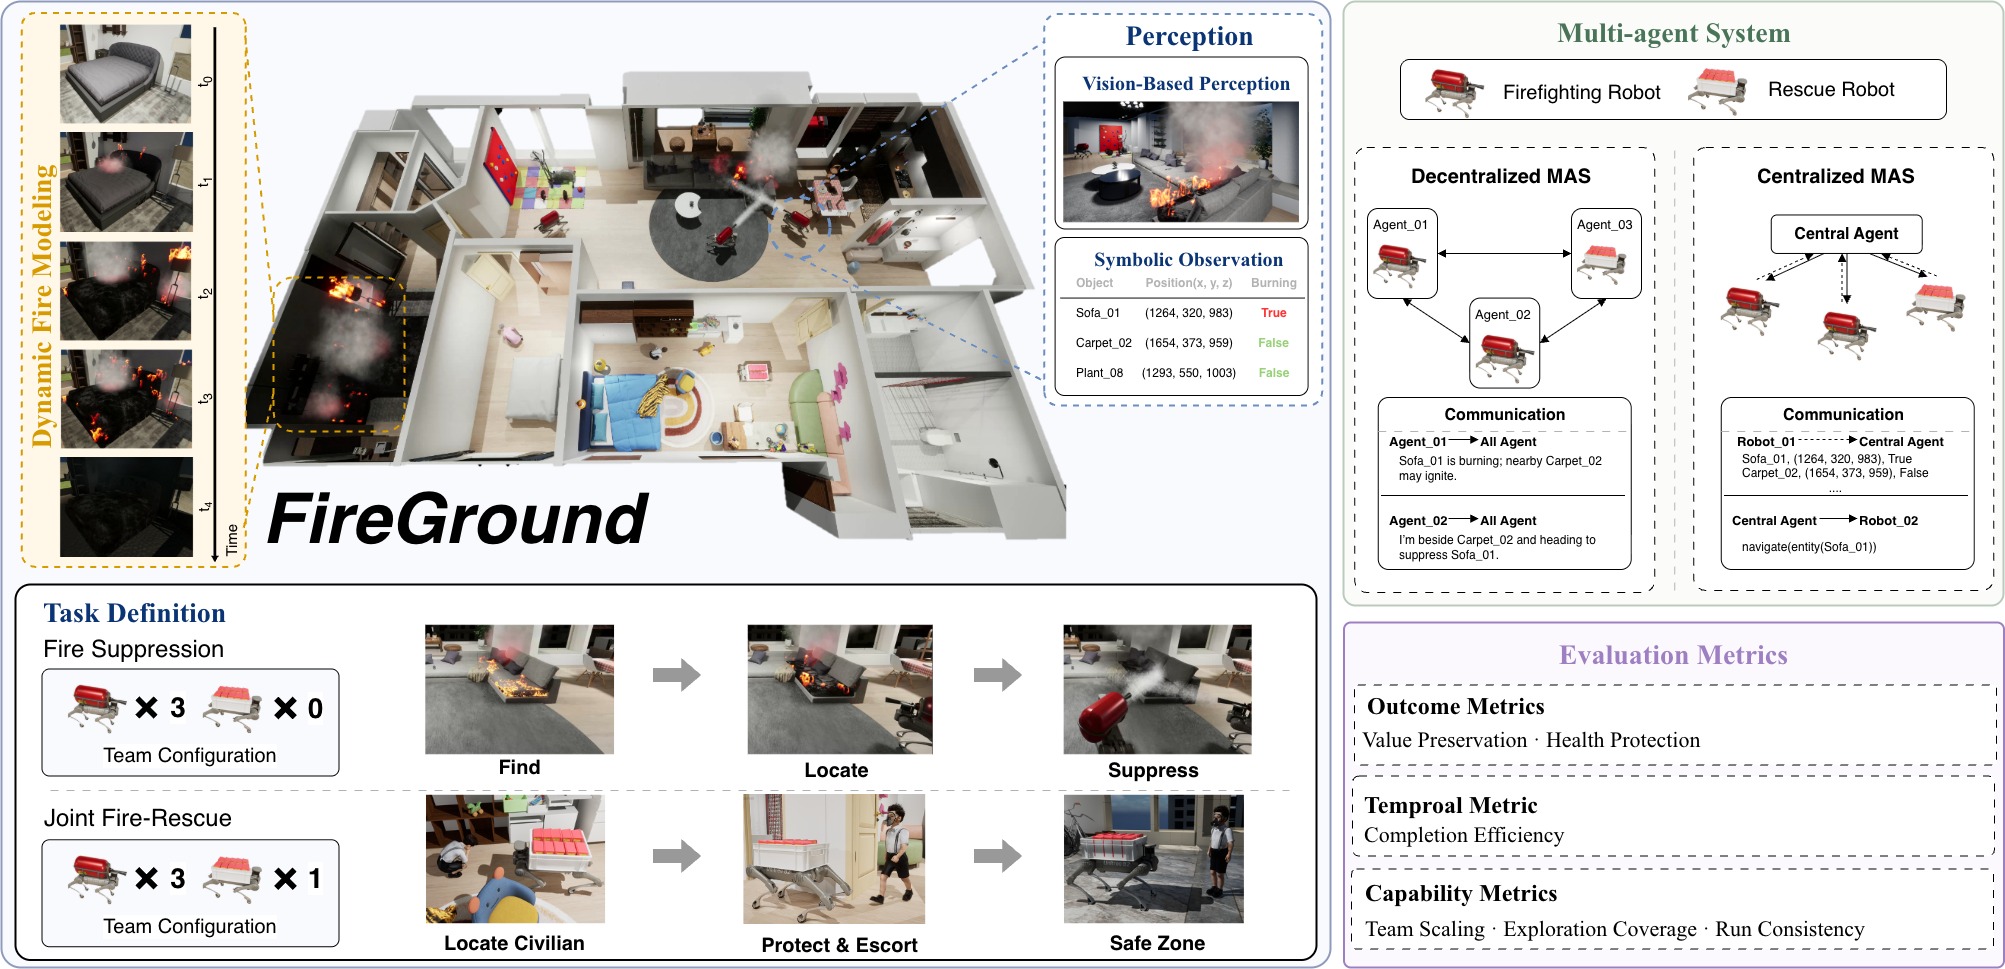 Dynamic Fire Modeling
t0
t1
t2
t3
t4
Time
FireGround
Perception
Vision-Based Perception
Symbolic Observation
Object Position(x, y, z) Burning
Sofa_01 (1264, 320, 983) True
Carpet_02 (1654, 373, 959) False
Plant_08 (1293, 550, 1003) False
Task Definition
Fire Suppression
× 3 × 0
Team Configuration
Find
Locate
Suppress
Joint Fire-Rescue
× 3 × 1
Team Configuration
Locate Civilian
Protect & Escort
Safe Zone
Multi-agent System
Firefighting Robot
Rescue Robot
Decentralized MAS
Agent_01
Agent_03
Agent_02
Communication
Agent_01 All Agent
Sofa_01 is burning; nearby Carpet_02
may ignite.
Agent_02 All Agent
I'm beside Carpet_02 and heading to
suppress Sofa_01.
Centralized MAS
Central Agent
Communication
Robot_01 Central Agent
Sofa_01, (1264, 320, 983), True
Carpet_02, (1654, 373, 959), False
....
Central Agent Robot_02
navigate(entity(Sofa_01))
Evaluation Metrics
Outcome Metrics
Value Preservation · Health Protection
Temproal Metric
Completion Efficiency
Capability Metrics
Team Scaling · Exploration Coverage · Run Consistency